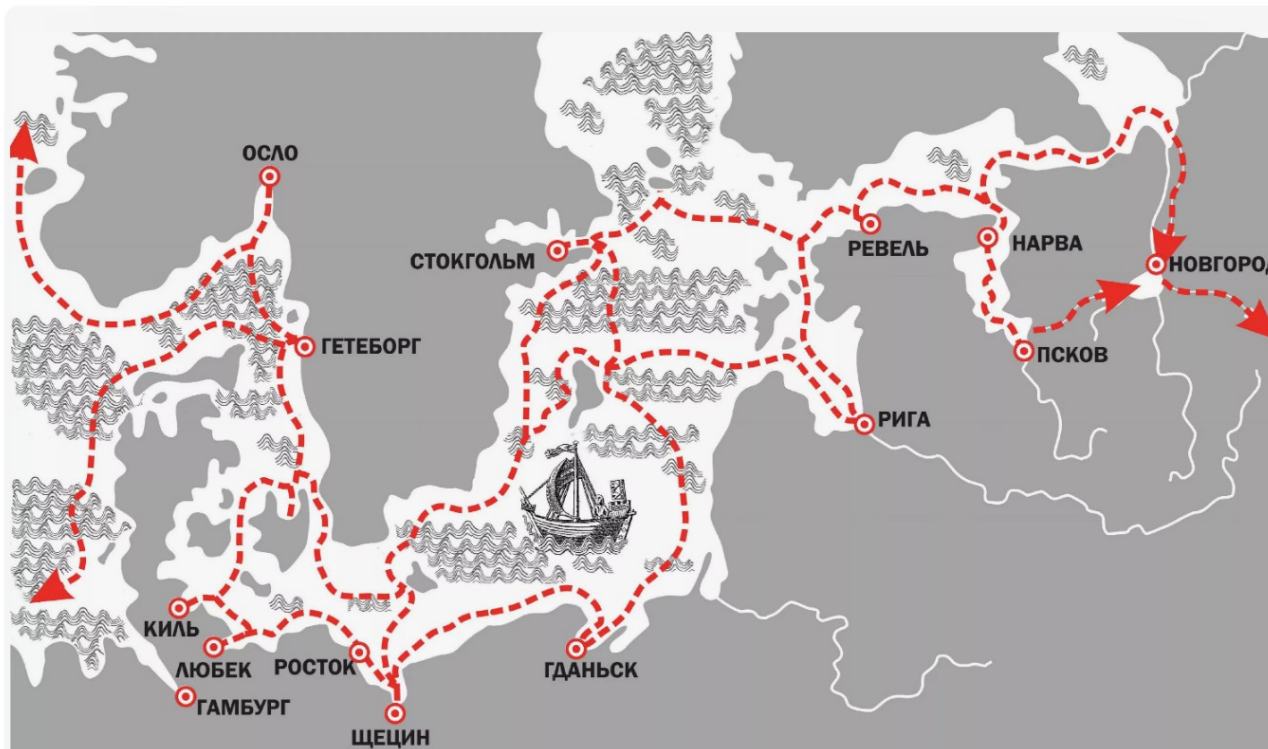 ОСЛО
СТОКГОЛЬМ
РЕВЕЛЬ
НАРВА
НОВГОРОД
ГЕТЕБОРГ
ПСКОВ
РИГА
КИЛЬ
ЛЮБЕК
РОСТОК
ГДАНЬСК
ГАМБУРГ
ЩЕЦИН